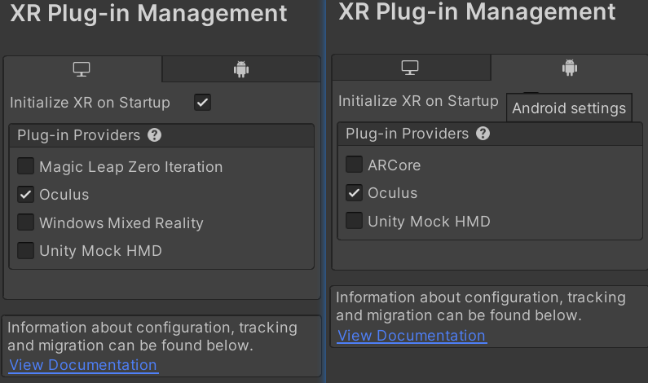 XR Plug-in Management
Initialize XR on Startup
Plug-in Providers
Magic Leap Zero Iteration
Oculus
Windows Mixed Reality
Unity Mock HMD
Information about configuration, tracking
and migration can be found below.
View Documentation
XR Plug-in Management
Initialize XR on Startup
Android settings
Plug-in Providers
ARCore
Oculus
Unity Mock HMD
Information about configuration, tracking
and migration can be found below.
View Documentation